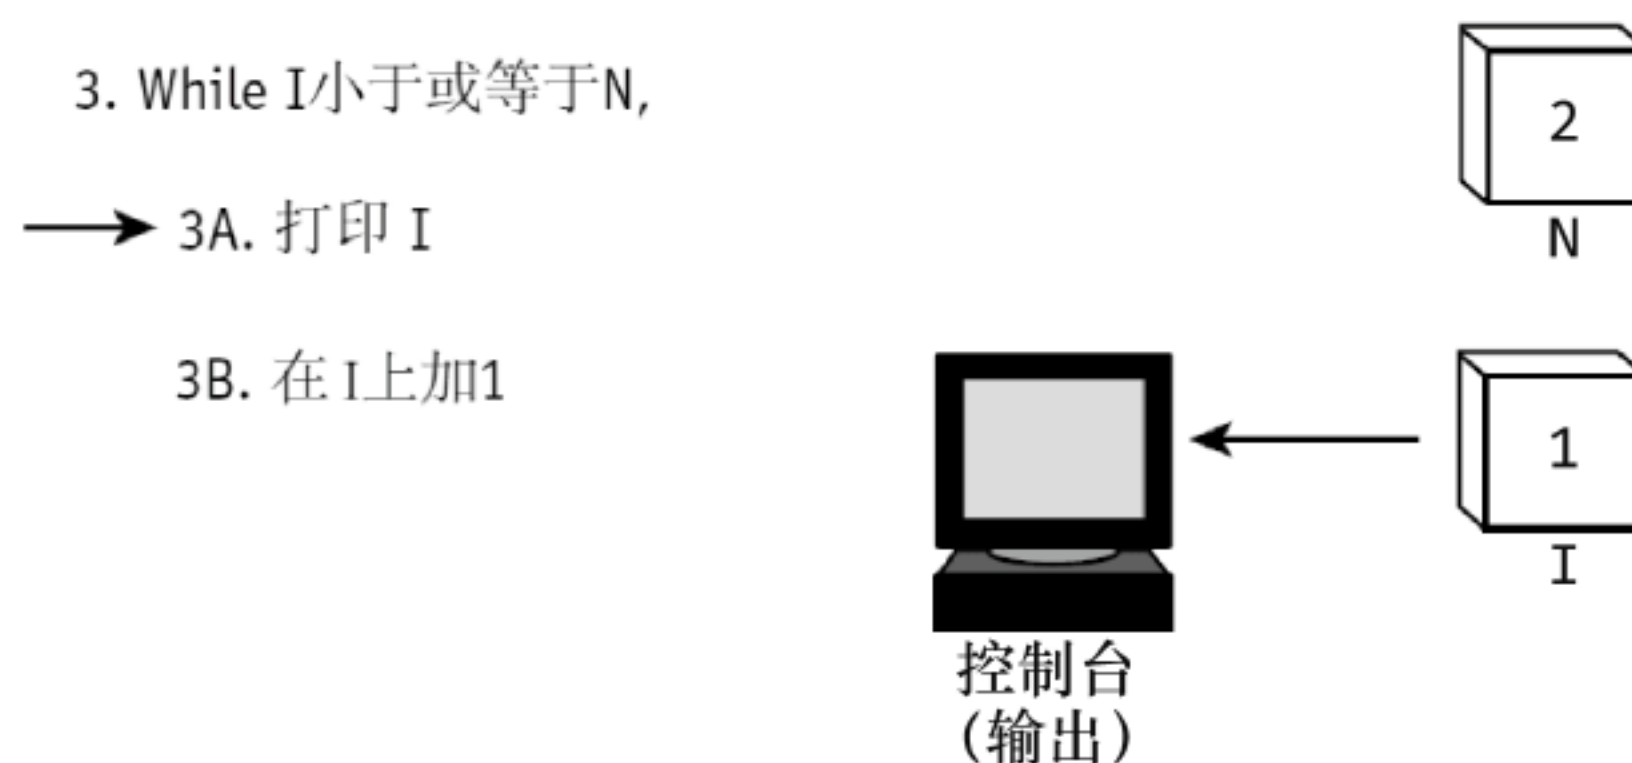 3. While I小于或等于N,
3A. 打印 I
3B. 在 I上加1
2
N
1
I
控制台
(输出)